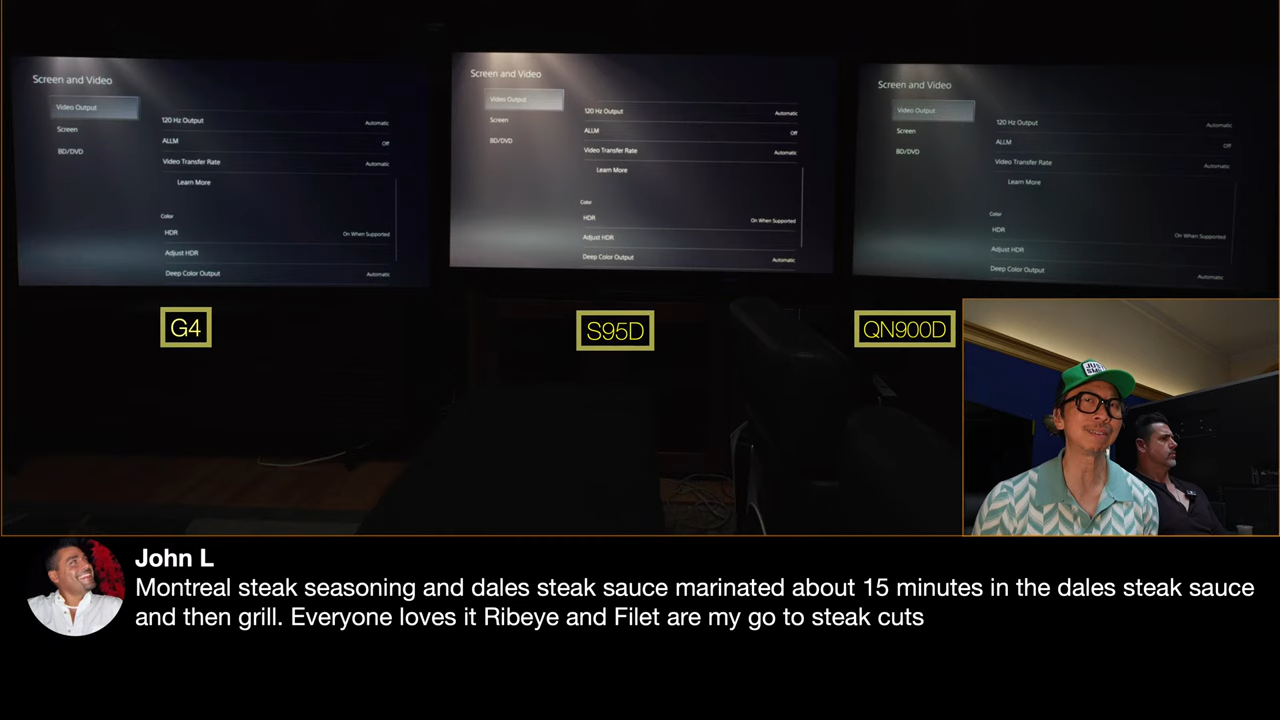 Screen and Video
Video Output
Screen
BD/DVD
120 Hz Output Automatic
ALLM Off
Video Transfer Rate Automatic
Learn More
Color
HDR On When Supported
Adjust HDR
Deep Color Output Automatic
Screen and Video
Video Output
Screen
BD/DVD
120 Hz Output Automatic
ALLM Off
Video Transfer Rate Automatic
Learn More
Color
HDR On When Supported
Adjust HDR
Deep Color Output Automatic
Screen and Video
Video Output
Screen
BD/DVD
120 Hz Output Automatic
ALLM Off
Video Transfer Rate Automatic
Learn More
Color
HDR On When Supported
Adjust HDR
Deep Color Output Automatic
G4
S95D
QN900D
John L
Montreal steak seasoning and dales steak sauce marinated about 15 minutes in the dales steak sauce
and then grill. Everyone loves it Ribeye and Filet are my go to steak cuts